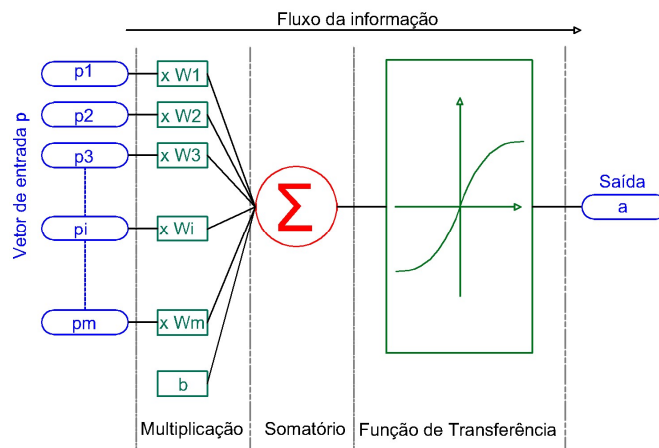 Fluxo da informação
Vetor de entrada p
p1
x W1
p2
x W2
p3
x W3
pi
x Wi
pm
x Wm
b
Σ
Saída
a
Multiplicação
Somatório
Função de Transferência